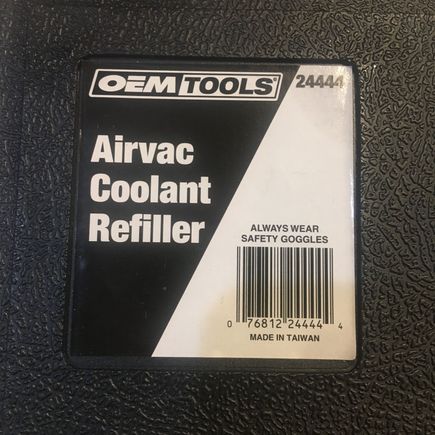 OEMTOOLS® 24444
Airvac
Coolant
Refiller
ALWAYS WEAR
SAFETY GOGGLES
0 76812 24444 4
MADE IN TAIWAN